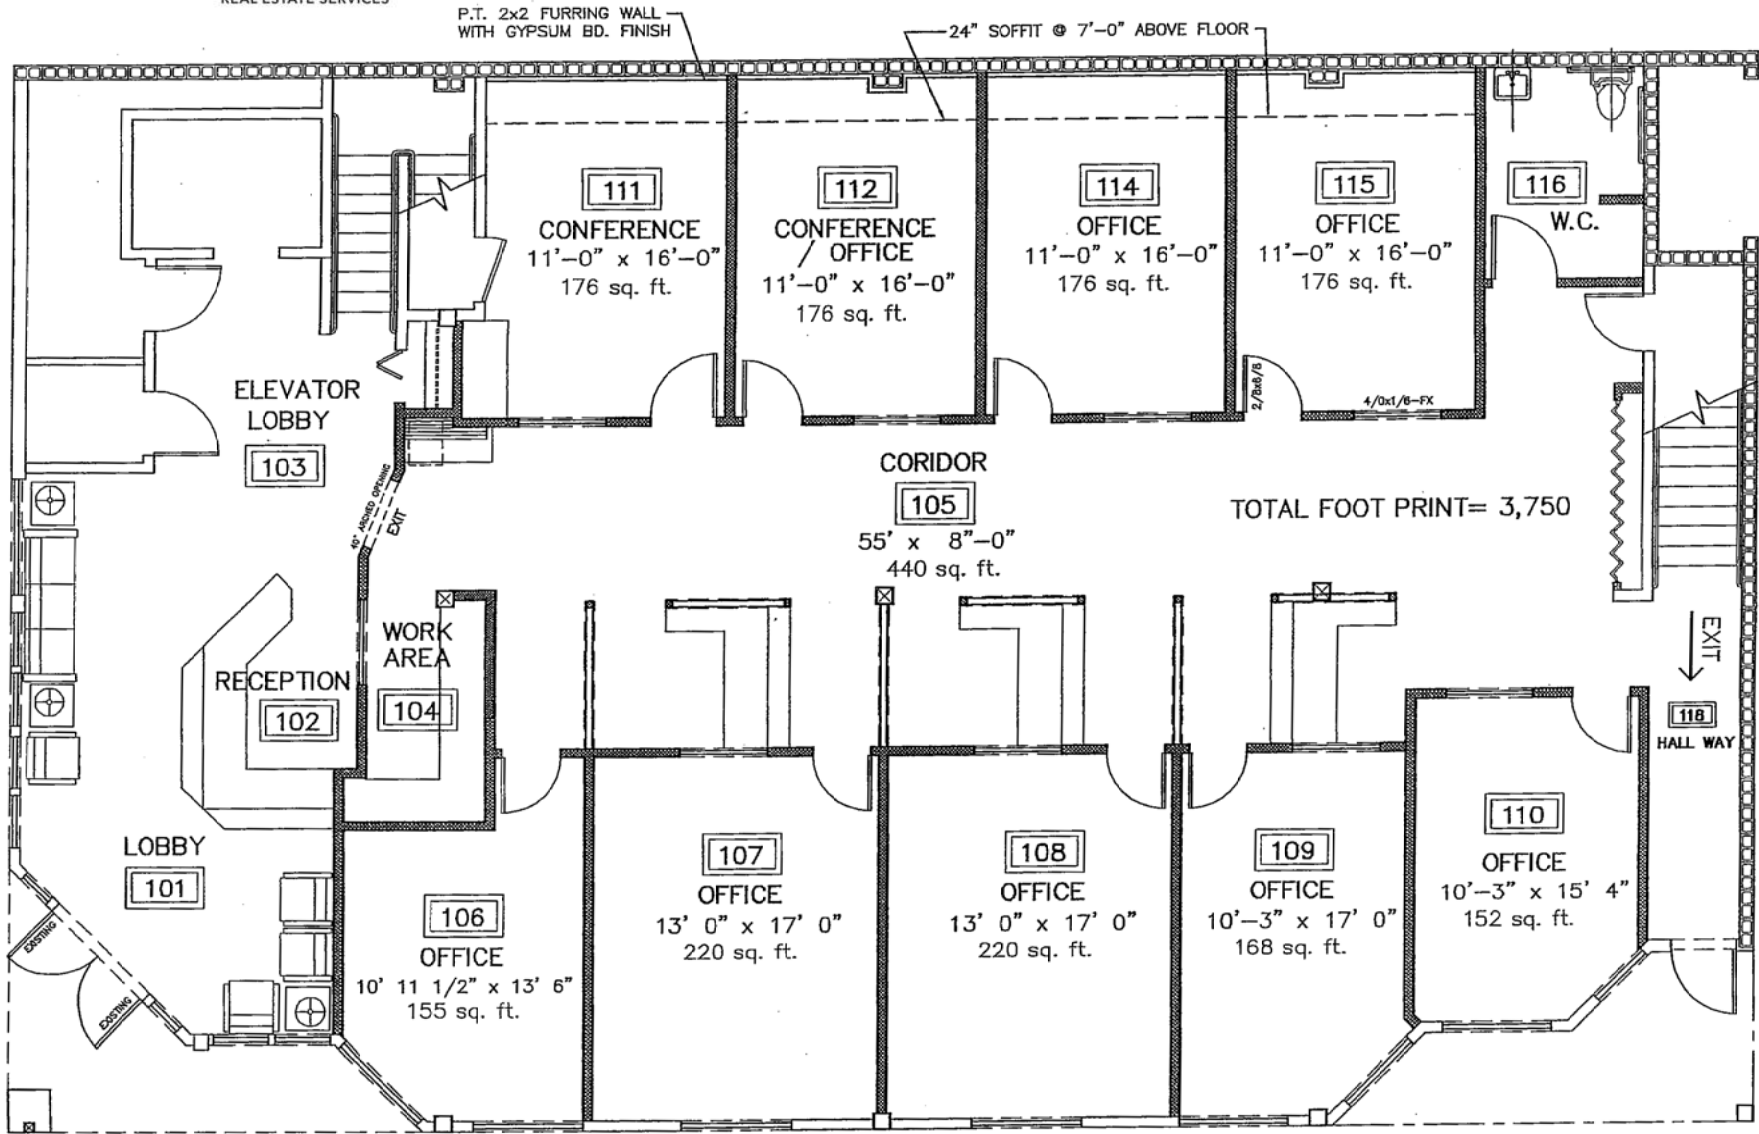 REAL ESTATE SERVICES
P.T. 2x2 FURRING WALL
WITH GYPSUM BD. FINISH
24" SOFFIT @ 7'-0" ABOVE FLOOR
111
CONFERENCE
11'-0" x 16'-0"
176 sq. ft.
112
CONFERENCE
/ OFFICE
11'-0" x 16'-0"
176 sq. ft.
114
OFFICE
11'-0" x 16'-0"
176 sq. ft.
115
OFFICE
11'-0" x 16'-0"
176 sq. ft.
116
W.C.
2/8x6/8
4/0x1/6-FX
ELEVATOR
LOBBY
103
40" ARCHED OPENING
EXIT
CORIDOR
105
55' x 8"-0"
440 sq. ft.
TOTAL FOOT PRINT= 3,750
WORK
AREA
104
RECEPTION
102
EXIT
118
HALL WAY
LOBBY
101
EXISTING
EXISTING
106
OFFICE
10' 11 1/2" x 13' 6"
155 sq. ft.
107
OFFICE
13' 0" x 17' 0"
220 sq. ft.
108
OFFICE
13' 0" x 17' 0"
220 sq. ft.
109
OFFICE
10'-3" x 17' 0"
168 sq. ft.
110
OFFICE
10'-3" x 15' 4"
152 sq. ft.